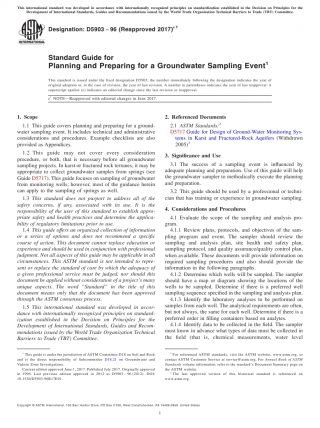 This international standard was developed in accordance with internationally recognized principles on standardization established in the Decision on Principles for the
Development of International Standards, Guides and Recommendations issued by the World Trade Organization Technical Barriers to Trade (TBT) Committee.
Designation: D5903 − 96 (Reapproved 2017)ε1
Standard Guide for
Planning and Preparing for a Groundwater Sampling Event1
This standard is issued under the fixed designation D5903; the number immediately following the designation indicates the year of
original adoption or, in the case of revision, the year of last revision. A number in parentheses indicates the year of last reapproval. A
superscript epsilon (ε) indicates an editorial change since the last revision or reapproval.
ε1 NOTE—Reapproved with editorial changes in June 2017.
1. Scope
1.1 This guide covers planning and preparing for a ground-
water sampling event. It includes technical and administrative
considerations and procedures. Example checklists are also
provided as Appendices.
1.2 This guide may not cover every consideration
procedure, or both, that is necessary before all groundwater
sampling projects. In karst or fractured rock terranes, it may be
appropriate to collect groundwater samples from springs (see
Guide D5717). This guide focuses on sampling of groundwater
from monitoring wells; however, most of the guidance herein
can apply to the sampling of springs as well.
1.3 This standard does not purport to address all of the
safety concerns, if any, associated with its use. It is the
responsibility of the user of this standard to establish appro-
priate safety and health practices and determine the applica-
bility of regulatory limitations prior to use.
1.4 This guide offers an organized collection of information
or a series of options and does not recommend a specific
course of action. This document cannot replace education or
experience and should be used in conjunction with professional
judgment. Not all aspects of this guide may be applicable in all
circumstances. This ASTM standard is not intended to repre-
sent or replace the standard of care by which the adequacy of
a given professional service must be judged, nor should this
document be applied without consideration of a project's many
unique aspects. The word "Standard" in the title of this
document means only that the document has been approved
through the ASTM consensus process.
1.5 This international standard was developed in accor-
dance with internationally recognized principles on standard-
ization established in the Decision on Principles for the
Development of International Standards, Guides and Recom-
mendations issued by the World Trade Organization Technical
Barriers to Trade (TBT) Committee.
1 This guide is under the jurisdiction of ASTM Committee D18 on Soil and Rock
and is the direct responsibility of Subcommittee D18.21 on Groundwater and
Vadose Zone Investigations.
Current edition approved June 1, 2017. Published July 2017. Originally approved
in 1996. Last previous edition approved in 2012 as D5903–96(2012). DOI:
10.1520/D5903-96R17E01.
2. Referenced Documents
2.1 ASTM Standards:2
D5717 Guide for Design of Ground-Water Monitoring Sys-
tems in Karst and Fractured-Rock Aquifers (Withdrawn
2005)3
3. Significance and Use
3.1 The success of a sampling event is influenced by
adequate planning and preparation. Use of this guide will help
the groundwater sampler to methodically execute the planning
and preparation.
3.2 This guide should be used by a professional or techni-
cian that has training or experience in groundwater sampling.
4. Considerations and Procedures
4.1 Evaluate the scope of the sampling and analysis pro-
gram.
4.1.1 Review plans, protocols, and objectives of the sam-
pling program and event. The sampler should review the
sampling and analysis plan, site health and safety plan,
sampling protocol, and quality assurance/quality control plan,
when available. These documents will provide information on
required sampling procedures and also should provide the
information in the following paragraphs.
4.1.2 Determine which wells will be sampled. The sampler
should have a map or diagram showing the locations of the
wells to be sampled. Determine if there is a preferred well
sampling sequence specified in the sampling and analysis plan.
4.1.3 Identify the laboratory analyses to be performed on
samples from each well. The analytical requirements are often,
but not always, the same for each well. Determine if there is a
preferred order in filling containers based on analytes.
4.1.4 Identify data to be collected in the field. The sampler
must know in advance what types of data must be collected in
the field (that is, chemical measurements, water level
2 For referenced ASTM standards, visit the ASTM website, www.astm.org, or
contact ASTM Customer Service at service@astm.org. For Annual Book of ASTM
Standards volume information, refer to the standard's Document Summary page on
the ASTM website.
3 The last approved version of this historical standard is referenced on
www.astm.org.
Copyright © ASTM International, 100 Barr Harbor Drive, PO Box C700, West Conshohocken, PA 19428-2959. United States
1